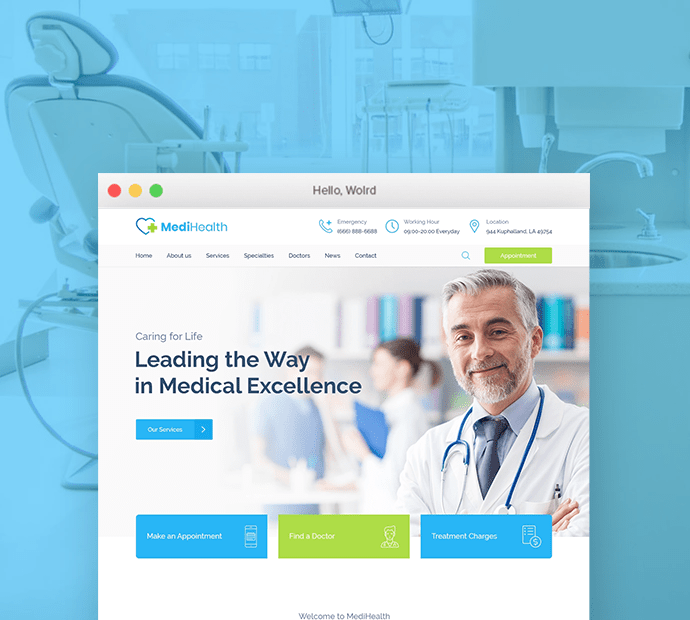 Hello, Wolrd
MediHealth
Emergency
(666) 888-6688
Working Hour
09:00-20:00 Everyday
Location
944 Kuphalland, LA 49754
Home About us Services Specialties Doctors News Contact
Appointment
Caring for Life
Leading the Way
in Medical Excellence
Our Services
Make an Appointment
Find a Doctor
Treatment Charges
Welcome to MediHealth